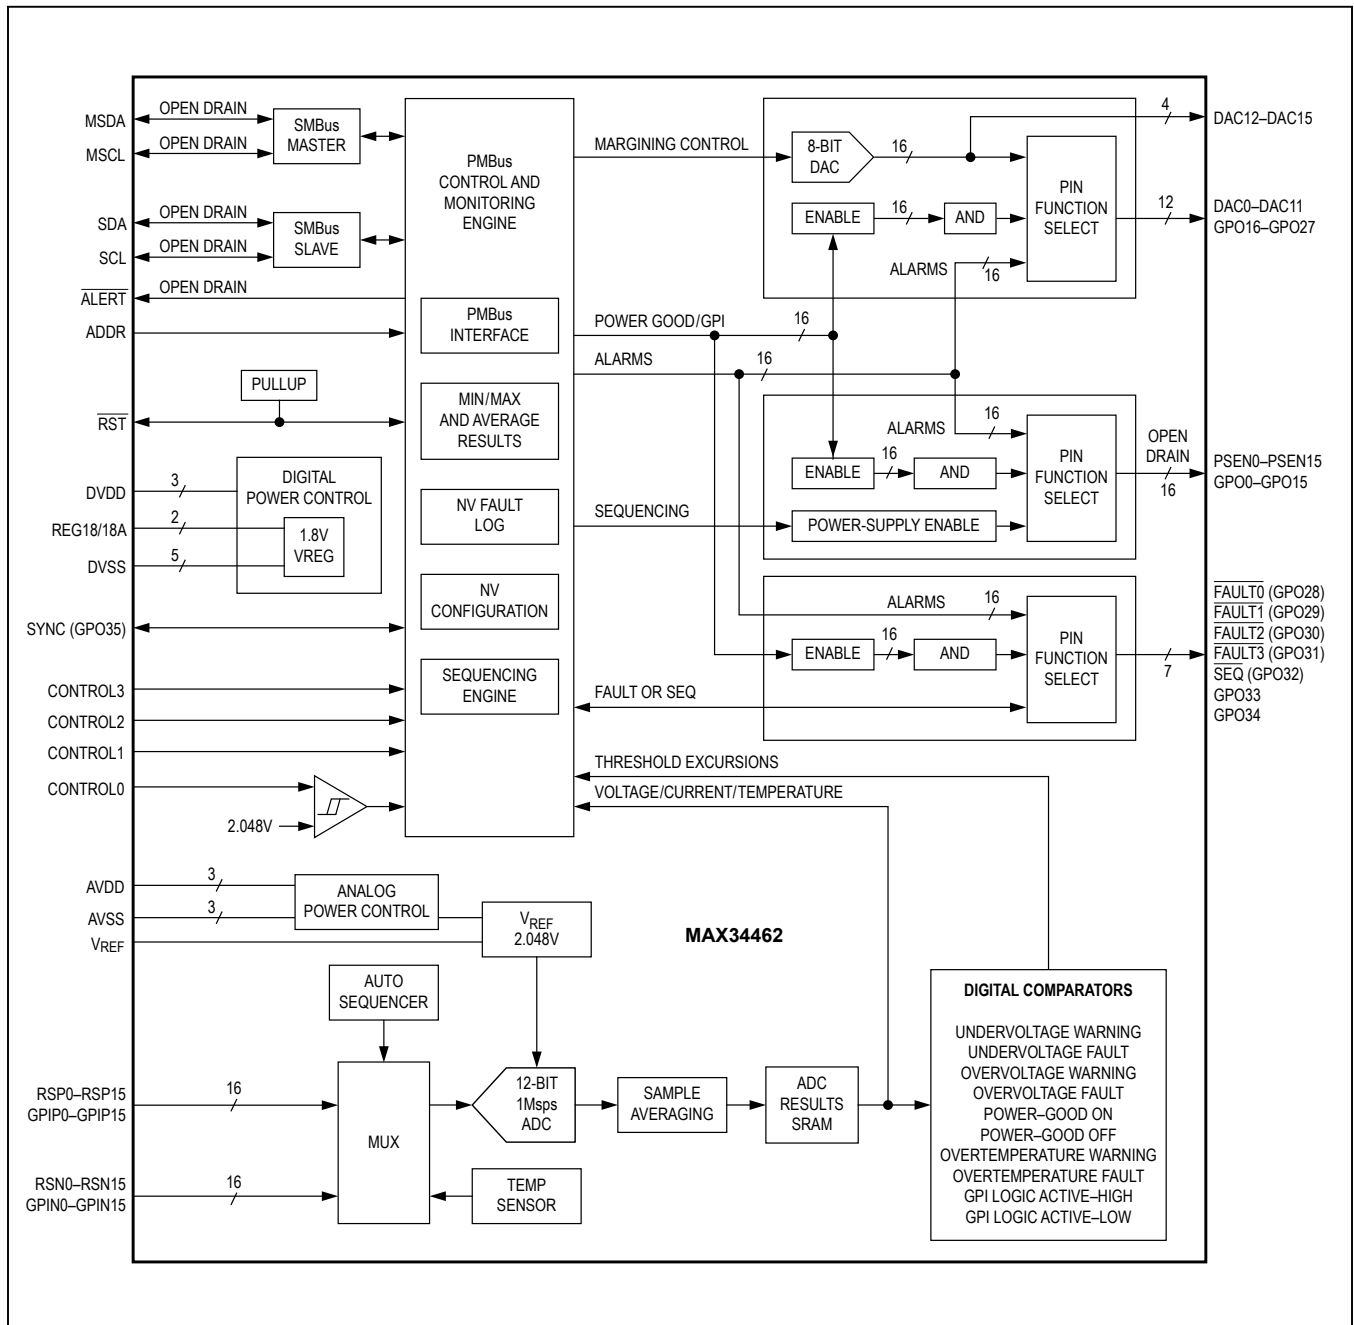 MSDA
OPEN DRAIN
MSCL
OPEN DRAIN
SMBus
MASTER
SDA
OPEN DRAIN
SCL
OPEN DRAIN
SMBus
SLAVE
ALERT
OPEN DRAIN
ADDR
PULLUP
RST
DVDD
3
REG18/18A
2
DVSS
5
DIGITAL
POWER CONTROL
1.8V
VREG
SYNC (GPO35)
CONTROL3
CONTROL2
CONTROL1
CONTROL0
2.048V
PMBus
CONTROL AND
MONITORING
ENGINE
PMBus
INTERFACE
MIN/MAX
AND AVERAGE
RESULTS
NV FAULT
LOG
NV
CONFIGURATION
SEQUENCING
ENGINE
MARGINING CONTROL
8-BIT
DAC
16
4
DAC12–DAC15
ENABLE
16
AND
PIN
FUNCTION
SELECT
12
DAC0–DAC11
GPO16–GPO27
ALARMS
16
POWER GOOD/GPI
16
ALARMS
16
ALARMS
16
ENABLE
16
AND
PIN
FUNCTION
SELECT
OPEN
DRAIN
16
PSEN0–PSEN15
GPO0–GPO15
SEQUENCING
POWER-SUPPLY ENABLE
ALARMS
16
ENABLE
16
AND
PIN
FUNCTION
SELECT
7
FAULT0 (GPO28)
FAULT1 (GPO29)
FAULT2 (GPO30)
FAULT3 (GPO31)
SEQ (GPO32)
GPO33
GPO34
FAULT OR SEQ
THRESHOLD EXCURSIONS
VOLTAGE/CURRENT/TEMPERATURE
AVDD
3
AVSS
3
VREF
ANALOG
POWER CONTROL
VREF
2.048V
MAX34462
AUTO
SEQUENCER
RSP0–RSP15
GPIP0–GPIP15
16
RSN0–RSN15
GPIN0–GPIN15
16
MUX
12-BIT
1Msps
ADC
TEMP
SENSOR
SAMPLE
AVERAGING
ADC
RESULTS
SRAM
DIGITAL COMPARATORS
UNDERVOLTAGE WARNING
UNDERVOLTAGE FAULT
OVERVOLTAGE WARNING
OVERVOLTAGE FAULT
POWER–GOOD ON
POWER–GOOD OFF
OVERTEMPERATURE WARNING
OVERTEMPERATURE FAULT
GPI LOGIC ACTIVE–HIGH
GPI LOGIC ACTIVE–LOW